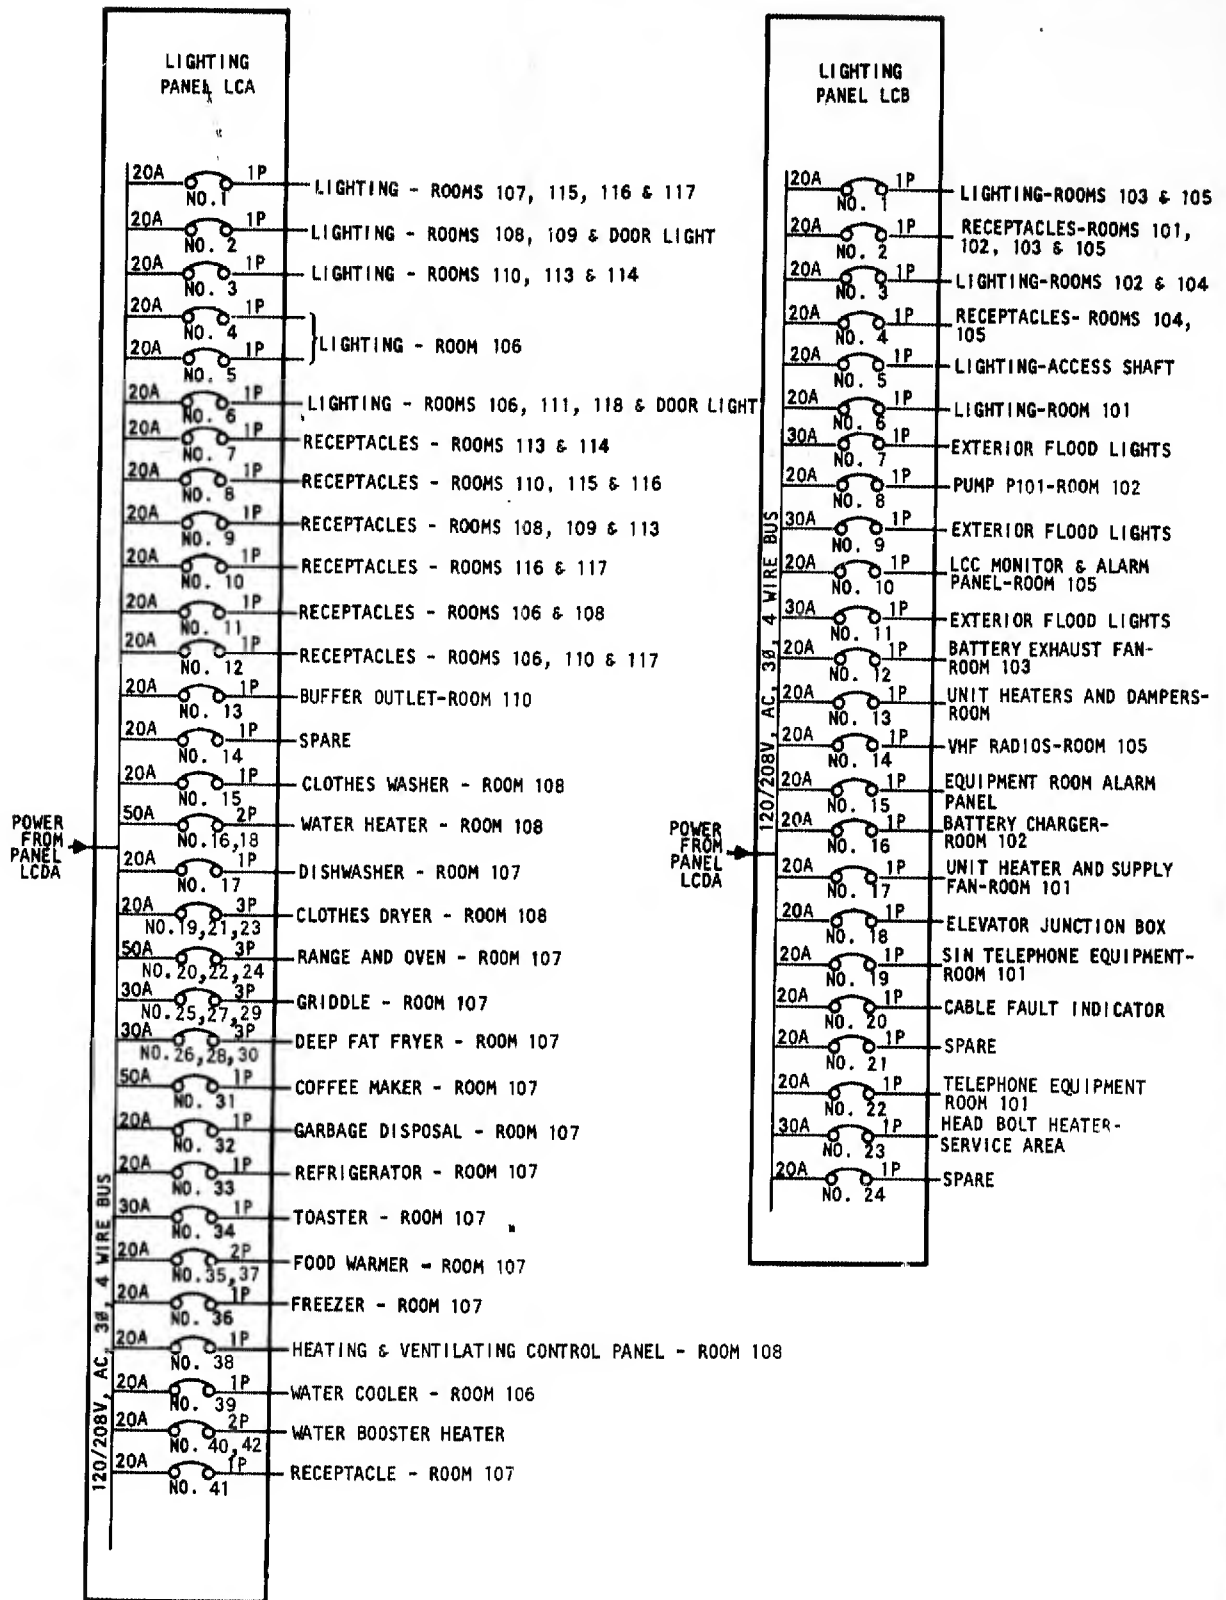 LIGHTING
PANEL LCA
20A NO.1 1P LIGHTING - ROOMS 107, 115, 116 & 117
20A NO. 2 1P LIGHTING - ROOMS 108, 109 & DOOR LIGHT
20A NO. 3 1P LIGHTING - ROOMS 110, 113 & 114
20A NO. 4 1P
LIGHTING - ROOM 106
20A NO. 5 1P
20A NO. 6 1P LIGHTING - ROOMS 106, 111, 118 & DOOR LIGHT
20A NO. 7 1P RECEPTACLES - ROOMS 113 & 114
20A NO. 8 1P RECEPTACLES - ROOMS 110, 115 & 116
20A NO. 9 1P RECEPTACLES - ROOMS 108, 109 & 113
20A NO. 10 1P RECEPTACLES - ROOMS 116 & 117
20A NO. 11 1P RECEPTACLES - ROOMS 106 & 108
20A NO. 12 1P RECEPTACLES - ROOMS 106, 110 & 117
20A NO. 13 1P BUFFER OUTLET-ROOM 110
20A NO. 14 1P SPARE
20A NO. 15 1P CLOTHES WASHER - ROOM 108
50A NO.16,18 2P WATER HEATER - ROOM 108
POWER
FROM
PANEL
LCDA
20A NO. 17 1P DISHWASHER - ROOM 107
20A NO.19,21,23 3P CLOTHES DRYER - ROOM 108
50A NO.20,22,24 3P RANGE AND OVEN - ROOM 107
30A NO.25,27,29 3P GRIDDLE - ROOM 107
30A NO.26,28,30 3P DEEP FAT FRYER - ROOM 107
50A NO. 31 1P COFFEE MAKER - ROOM 107
20A NO. 32 1P GARBAGE DISPOSAL - ROOM 107
20A NO. 33 1P REFRIGERATOR - ROOM 107
30A NO. 34 1P TOASTER - ROOM 107
20A NO.35,37 2P FOOD WARMER - ROOM 107
20A NO. 36 1P FREEZER - ROOM 107
20A NO. 38 1P HEATING & VENTILATING CONTROL PANEL - ROOM 108
20A NO. 39 1P WATER COOLER - ROOM 106
20A NO. 40,42 2P WATER BOOSTER HEATER
20A NO. 41 1P RECEPTACLE - ROOM 107
120/208V, AC, 3Ø, 4 WIRE BUS
LIGHTING
PANEL LCB
20A NO. 1 1P LIGHTING-ROOMS 103 & 105
20A NO. 2 1P RECEPTACLES-ROOMS 101,
102, 103 & 105
20A NO. 3 1P LIGHTING-ROOMS 102 & 104
20A NO. 4 1P RECEPTACLES- ROOMS 104,
105
20A NO. 5 1P LIGHTING-ACCESS SHAFT
20A NO. 6 1P LIGHTING-ROOM 101
30A NO. 7 1P EXTERIOR FLOOD LIGHTS
20A NO. 8 1P PUMP P101-ROOM 102
30A NO. 9 1P EXTERIOR FLOOD LIGHTS
20A NO. 10 1P LCC MONITOR & ALARM
PANEL-ROOM 105
30A NO. 11 1P EXTERIOR FLOOD LIGHTS
20A NO. 12 1P BATTERY EXHAUST FAN-
ROOM 103
20A NO. 13 1P UNIT HEATERS AND DAMPERS-
ROOM
20A NO. 14 1P VHF RADIOS-ROOM 105
20A NO. 15 1P EQUIPMENT ROOM ALARM
PANEL
20A NO. 16 1P BATTERY CHARGER-
ROOM 102
POWER
FROM
PANEL
LCDA
20A NO. 17 1P UNIT HEATER AND SUPPLY
FAN-ROOM 101
20A NO. 18 1P ELEVATOR JUNCTION BOX
20A NO. 19 1P SIN TELEPHONE EQUIPMENT-
ROOM 101
20A NO. 20 1P CABLE FAULT INDICATOR
20A NO. 21 1P SPARE
20A NO. 22 1P TELEPHONE EQUIPMENT
ROOM 101
30A NO. 23 1P HEAD BOLT HEATER-
SERVICE AREA
20A NO. 24 1P SPARE
120/208V, AC, 3Ø, 4 WIRE BUS